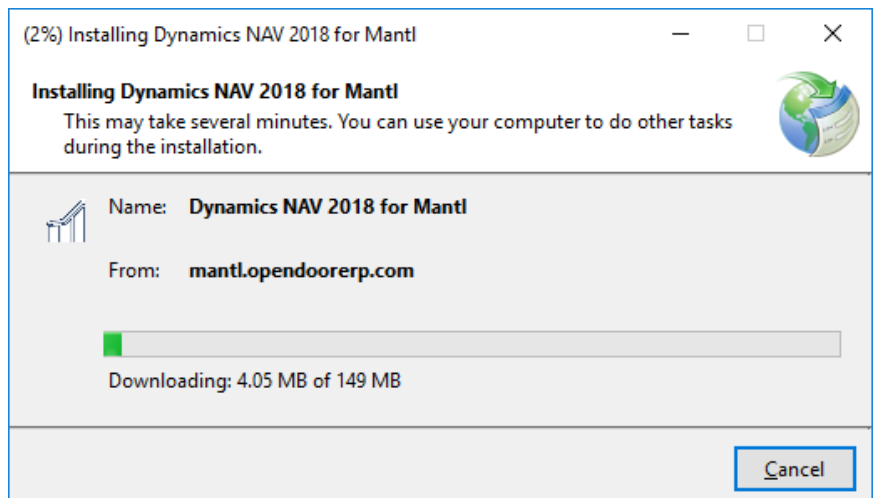 (2%) Installing Dynamics NAV 2018 for Mantl
Installing Dynamics NAV 2018 for Mantl
This may take several minutes. You can use your computer to do other tasks
during the installation.
Name: Dynamics NAV 2018 for Mantl
From: mantl.opendoorerp.com
Downloading: 4.05 MB of 149 MB
Cancel